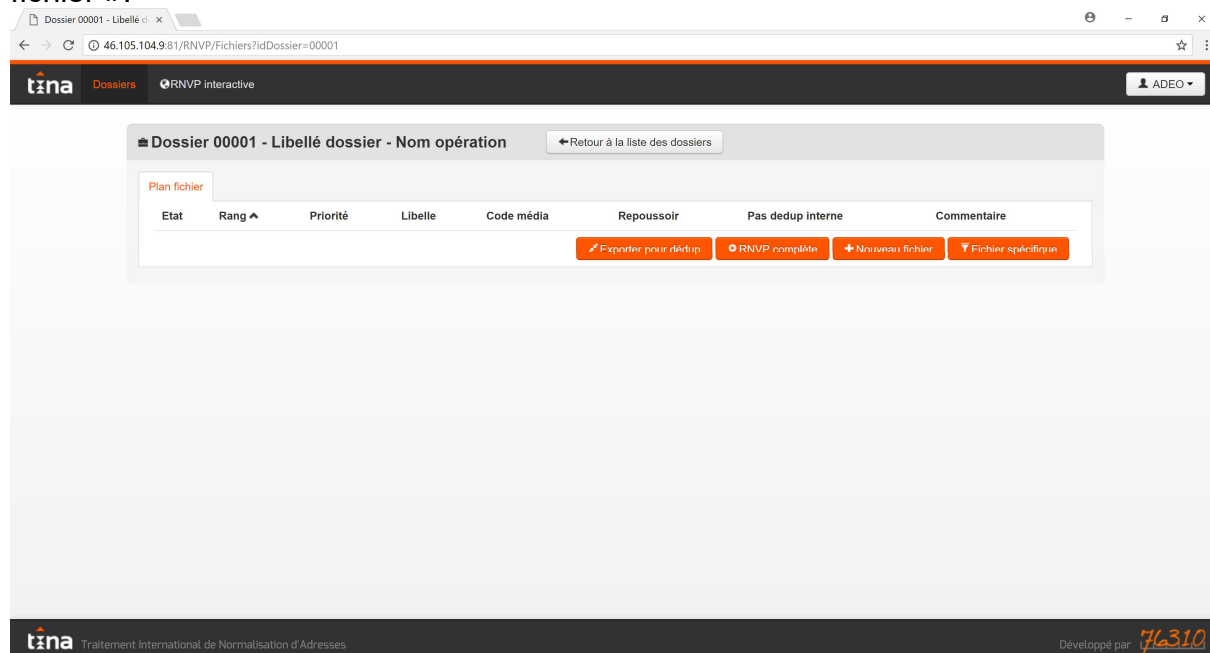 Dossier 00001 - Libellé d
46.105.104.9:81/RNVP/Fichiers?idDossier=00001
tina Dossiers RNVP interactive ADEO
Dossier 00001 - Libellé dossier - Nom opération Retour à la liste des dossiers
Plan fichier
Etat Rang Priorité Libelle Code média Repoussoir Pas dedup interne Commentaire
Exporter pour dédup RNVP complète Nouveau fichier Fichier spécifique
tina Traitement International de Normalisation d'Adresses Développé par 76310